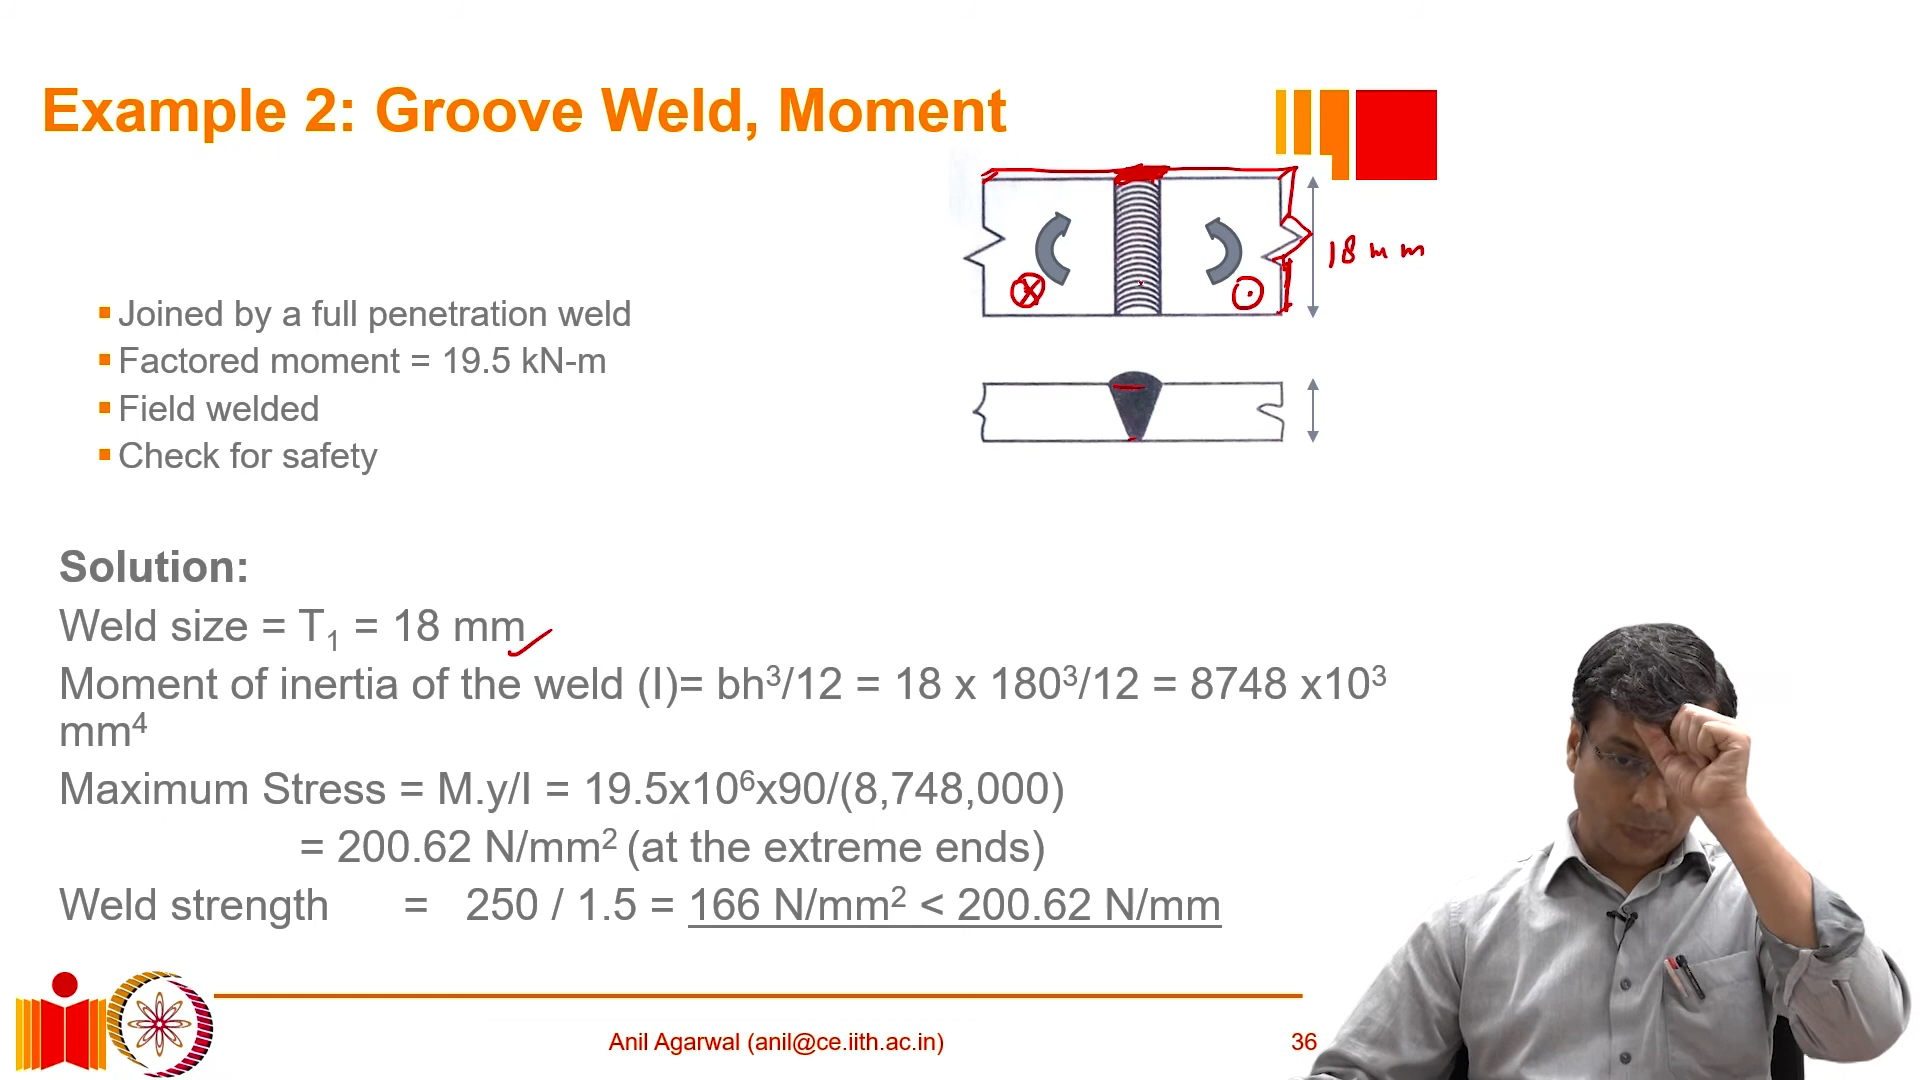 Example 2: Groove Weld, Moment
18 mm
▪Joined by a full penetration weld
▪Factored moment = 19.5 kN-m
▪Field welded
▪Check for safety
Solution:
Weld size = T₁ = 18 mm
Moment of inertia of the weld (I)= bh³/12 = 18 x 180³/12 = 8748 x10³
mm⁴
Maximum Stress = M.y/I = 19.5x10⁶x90/(8,748,000)
= 200.62 N/mm² (at the extreme ends)
Weld strength = 250 / 1.5 = 166 N/mm² < 200.62 N/mm
Anil Agarwal (anil@ce.iith.ac.in)
36